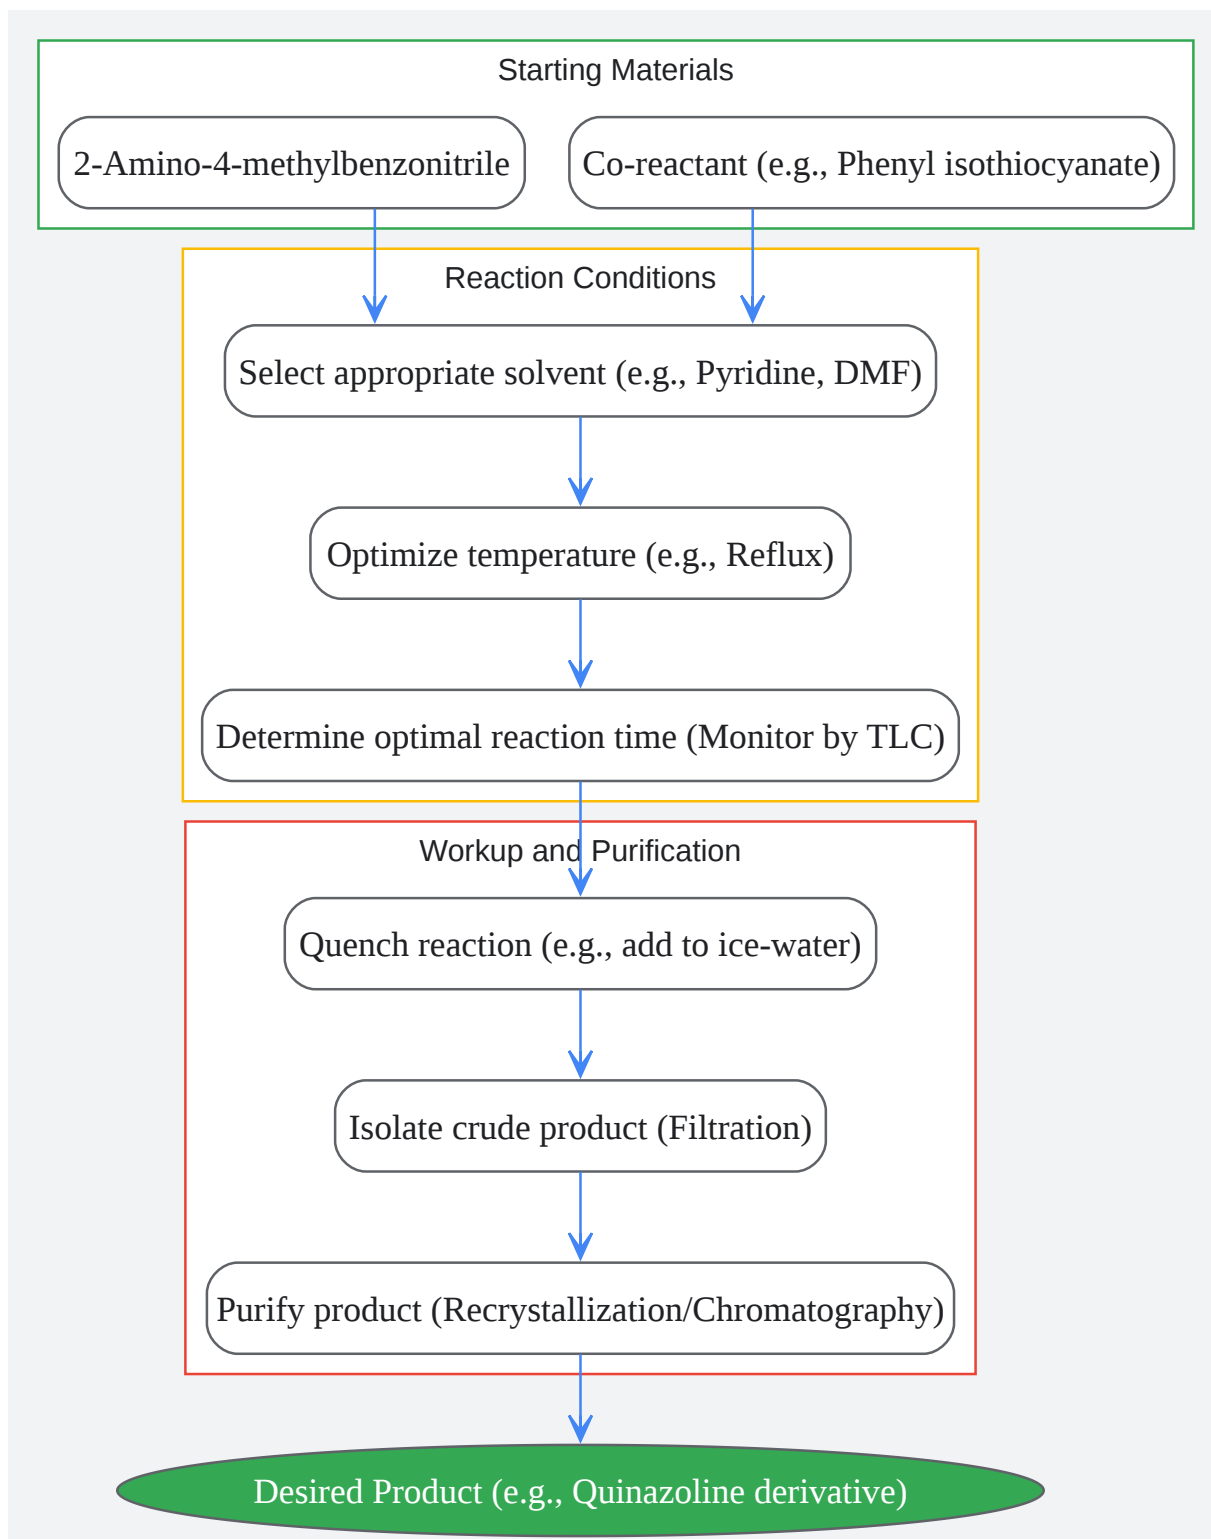 Starting Materials
2-Amino-4-methylbenzonitrile
Co-reactant (e.g., Phenyl isothiocyanate)
Reaction Conditions
Select appropriate solvent (e.g., Pyridine, DMF)
Optimize temperature (e.g., Reflux)
Determine optimal reaction time (Monitor by TLC)
Workup and Purification
Quench reaction (e.g., add to ice-water)
Isolate crude product (Filtration)
Purify product (Recrystallization/Chromatography)
Desired Product (e.g., Quinazoline derivative)